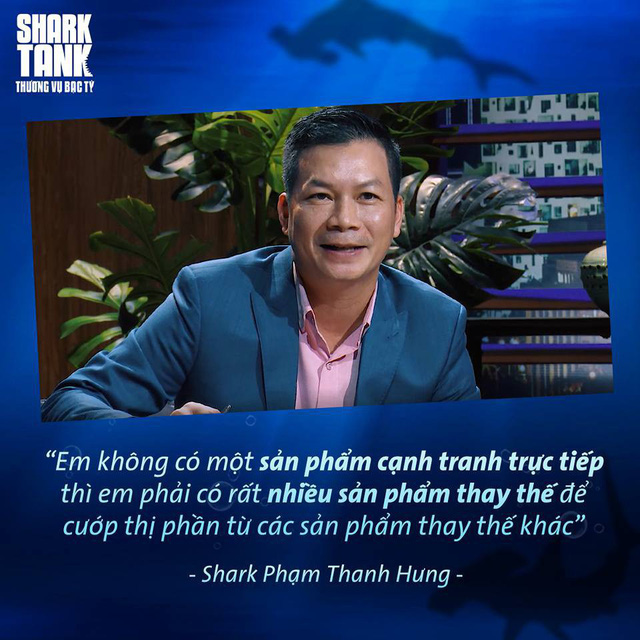 SHARK
TANK
THƯƠNG VỤ BẠC TỶ
“Em không có một sản phẩm cạnh tranh trực tiếp
thì em phải có rất nhiều sản phẩm thay thế để
cướp thị phần từ các sản phẩm thay thế khác”
- Shark Phạm Thanh Hưng -